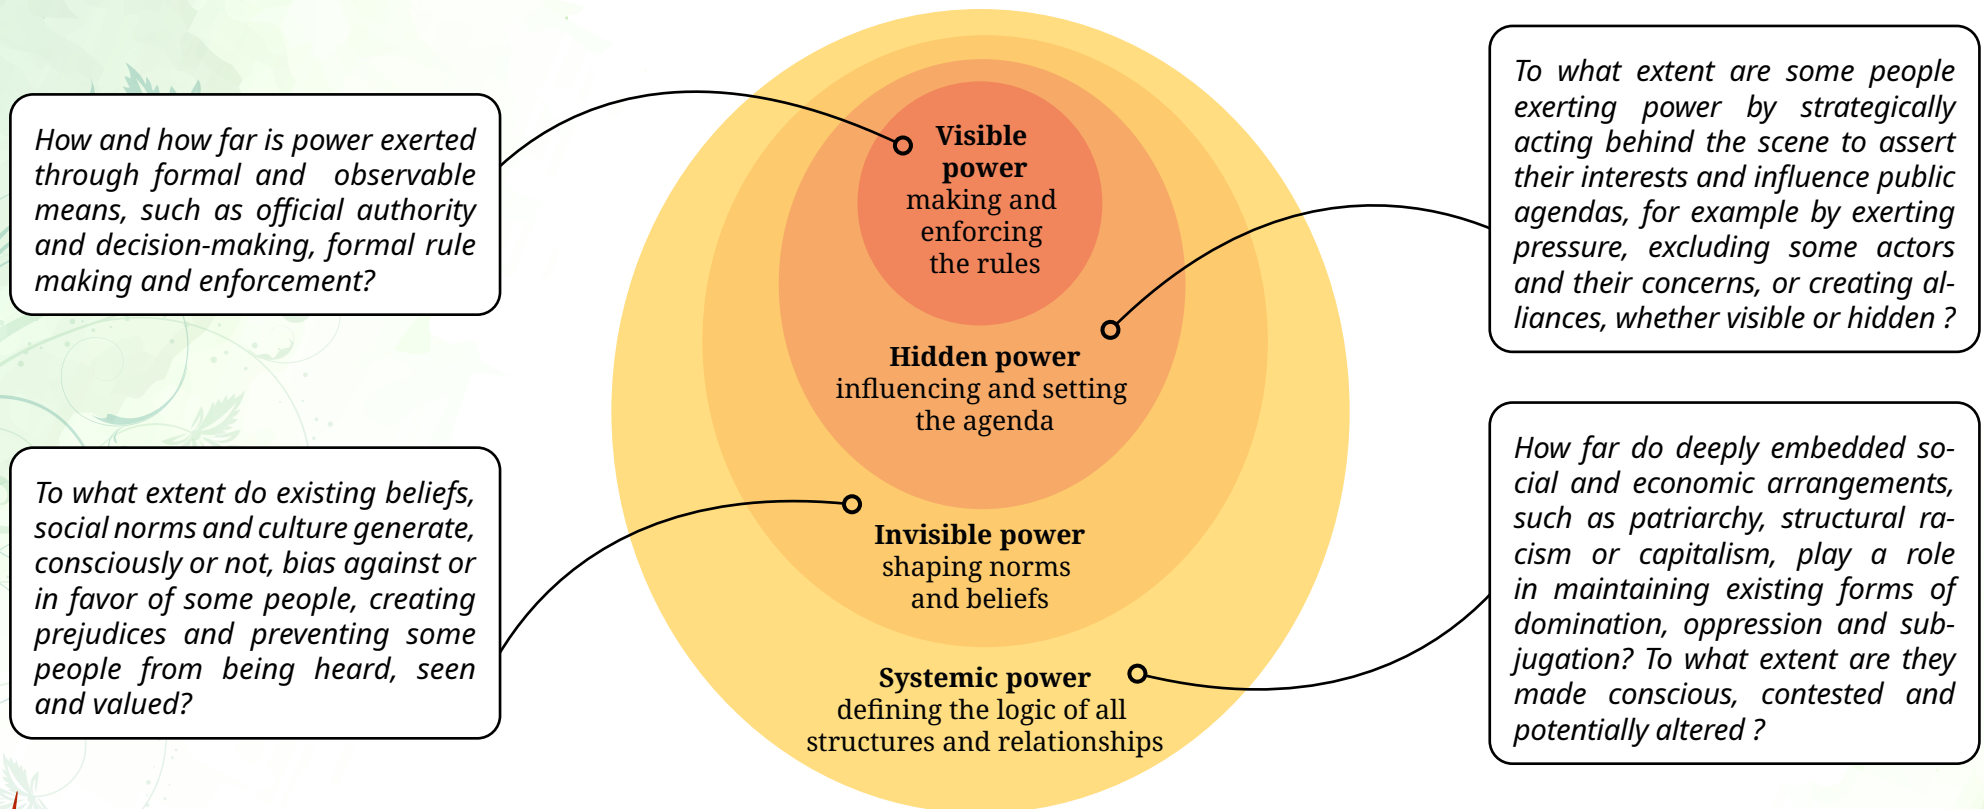 How and how far is power exerted
through formal and observable
means, such as official authority
and decision-making, formal rule
making and enforcement?
Visible
power
making and
enforcing
the rules
To what extent are some people
exerting power by strategically
acting behind the scene to assert
their interests and influence public
agendas, for example by exerting
pressure, excluding some actors
and their concerns, or creating al-
liances, whether visible or hidden ?
Hidden power
influencing and setting
the agenda
To what extent do existing beliefs,
social norms and culture generate,
consciously or not, bias against or
in favor of some people, creating
prejudices and preventing some
people from being heard, seen
and valued?
Invisible power
shaping norms
and beliefs
How far do deeply embedded so-
cial and economic arrangements,
such as patriarchy, structural ra-
cism or capitalism, play a role
in maintaining existing forms of
domination, oppression and sub-
jugation? To what extent are they
made conscious, contested and
potentially altered ?
Systemic power
defining the logic of all
structures and relationships